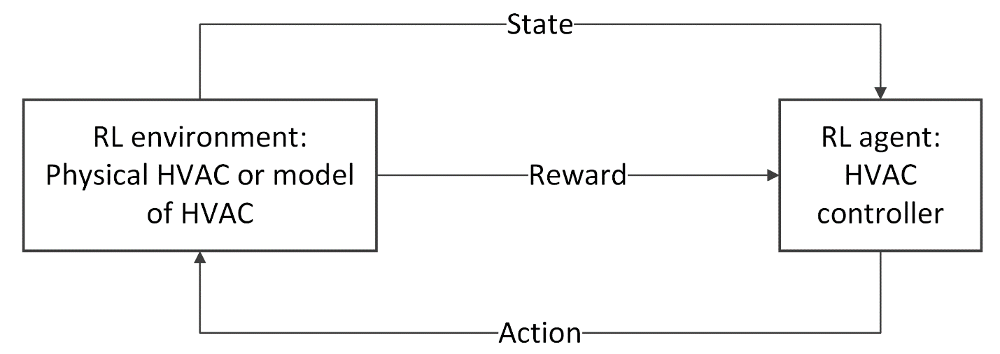 State
RL environment:
Physical HVAC or model
of HVAC
Reward
RL agent:
HVAC
controller
Action